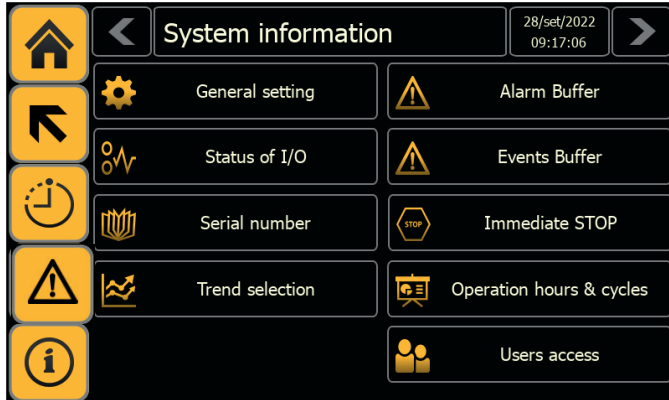 System information
28/set/2022
09:17:06
General setting
Alarm Buffer
Status of I/O
Events Buffer
Serial number
STOP
Immediate STOP
Trend selection
Operation hours & cycles
Users access